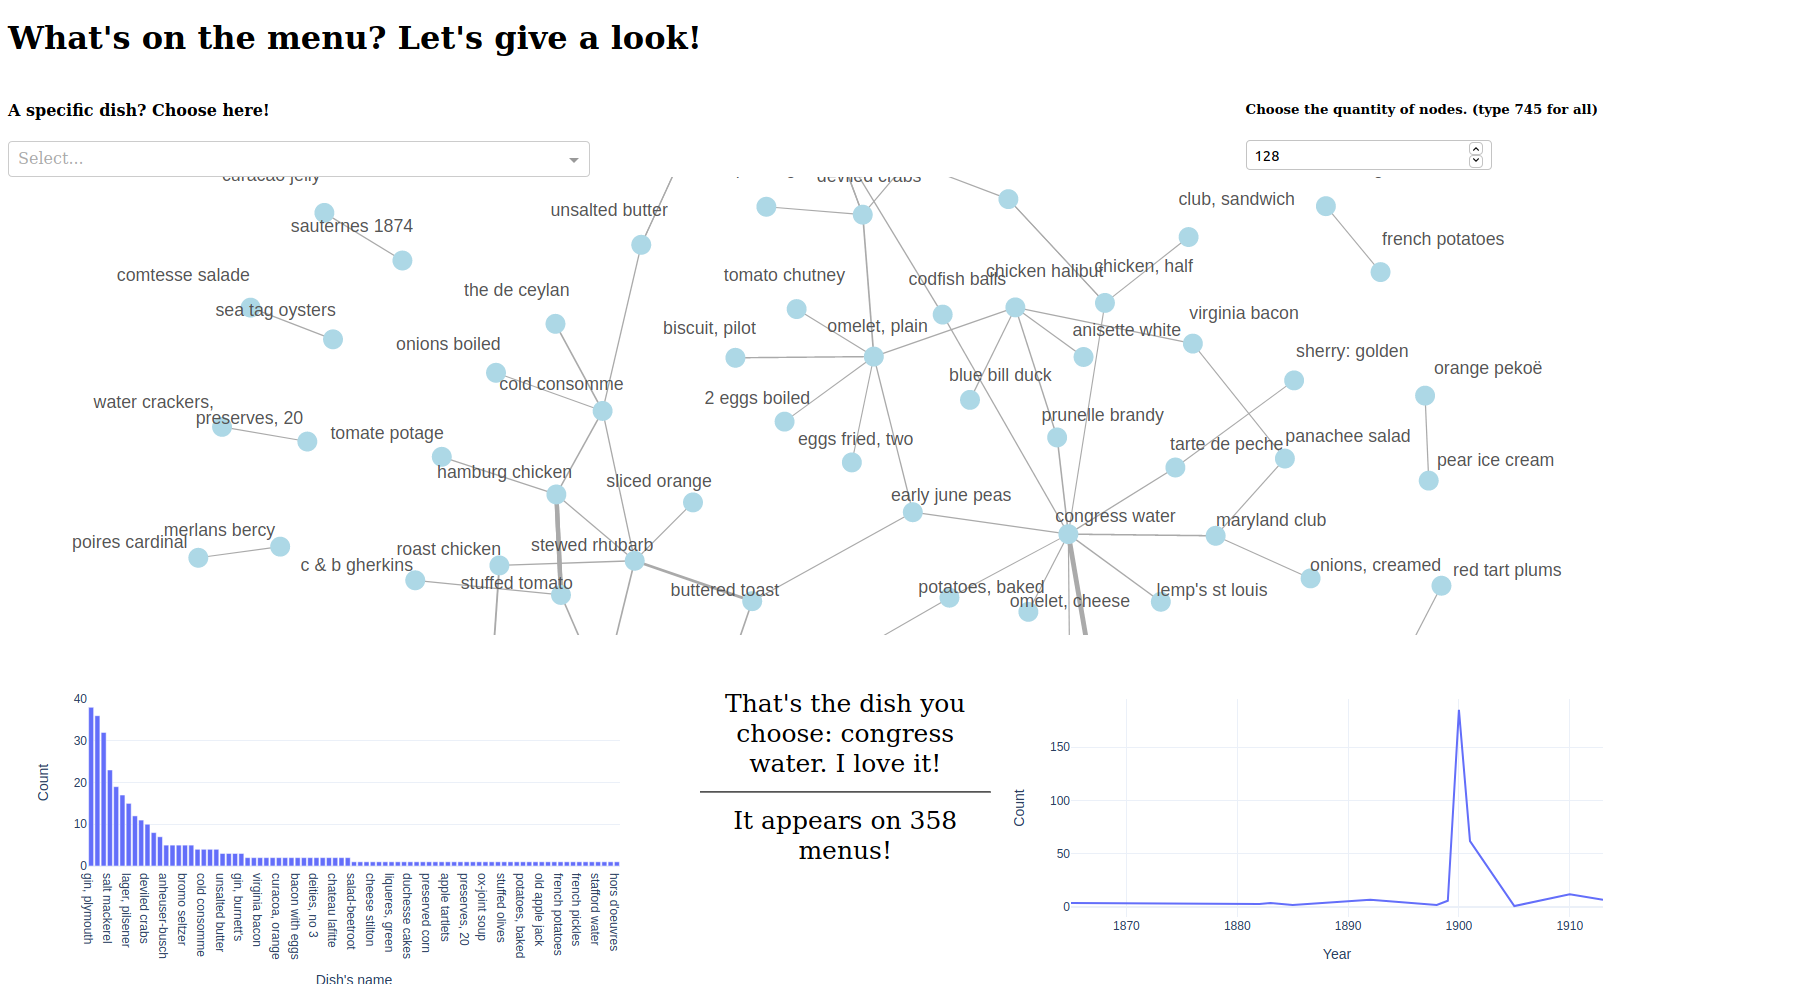 What's on the menu? Let's give a look!
A specific dish? Choose here!
Choose the quantity of nodes. (type 745 for all)
Select...
128
curacao jelly
deviled crabs
unsalted butter
club, sandwich
sauternes 1874
french potatoes
comtesse salade
tomato chutney
codfish balls
chicken halibut
chicken, half
the de ceylan
sea tag oysters
virginia bacon
biscuit, pilot
omelet, plain
anisette white
onions boiled
sherry: golden
orange pekoë
cold consomme
blue bill duck
2 eggs boiled
water crackers,
preserves, 20
prunelle brandy
tomate potage
eggs fried, two
tarte de peche
panachee salad
pear ice cream
hamburg chicken
sliced orange
early june peas
congress water
maryland club
merlans bercy
poires cardinal
roast chicken
stewed rhubarb
c & b gherkins
onions, creamed
red tart plums
stuffed tomato
buttered toast
potatoes, baked
omelet, cheese
lemp's st louis
40
30
20
10
0
Count
gin, plymouth
salt mackerel
lager, pilsener
deviled crabs
anheuser-busch
bromo seltzer
cold consomme
unsalted butter
gin, burnett's
virginia bacon
curacoa, orange
bacon with eggs
delties, no 3
chateau lafitte
salad-beetroot
cheese stilton
liqueres, green
duchesse cakes
preserved corn
apple tartlets
preserves, 20
ox-joint soup
stuffed olives
potatoes, baked
old apple jack
french potatoes
french pickles
stafford water
hors d'oeuvres
Dish's name
That's the dish you
choose: congress
water. I love it!
It appears on 358
menus!
150
100
50
0
Count
1870
1880
1890
1900
1910
Year